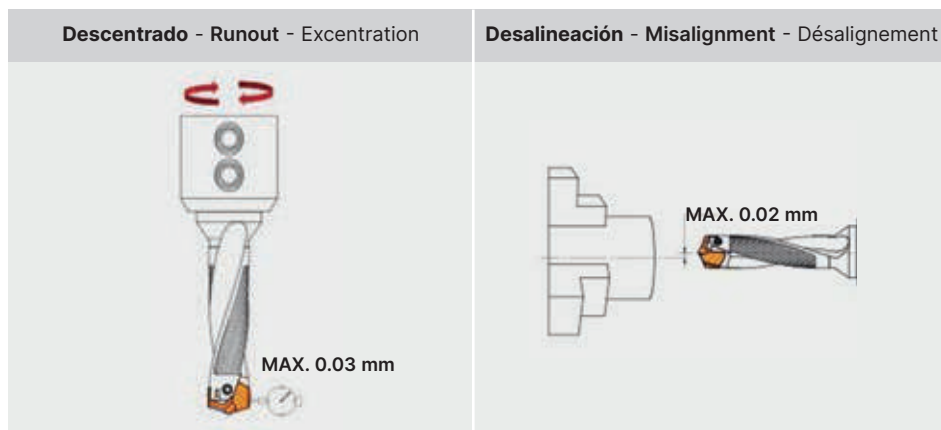 Descentrado - Runout - Excentration
Desalineación - Misalignment - Désalignement
MAX. 0.03 mm
MAX. 0.02 mm